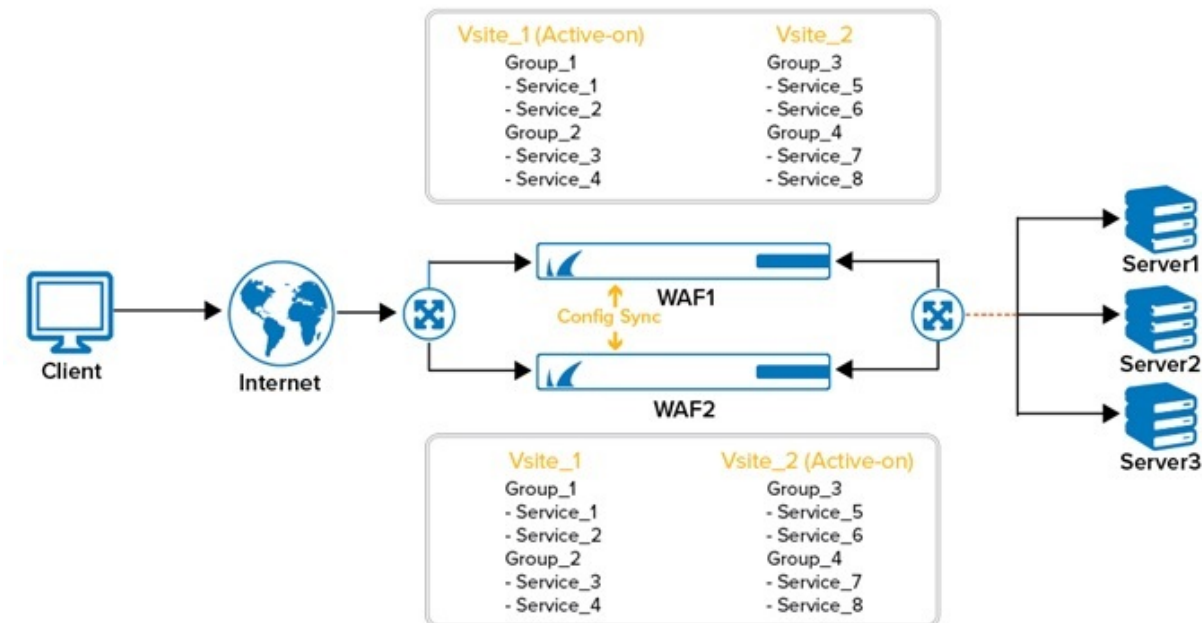 Vsite_1 (Active-on)
Group_1
- Service_1
- Service_2
Group_2
- Service_3
- Service_4
Vsite_2
Group_3
- Service_5
- Service_6
Group_4
- Service_7
- Service_8
Client
Internet
WAF1
Config Sync
WAF2
Server1
Server2
Server3
Vsite_1
Group_1
- Service_1
- Service_2
Group_2
- Service_3
- Service_4
Vsite_2 (Active-on)
Group_3
- Service_5
- Service_6
Group_4
- Service_7
- Service_8